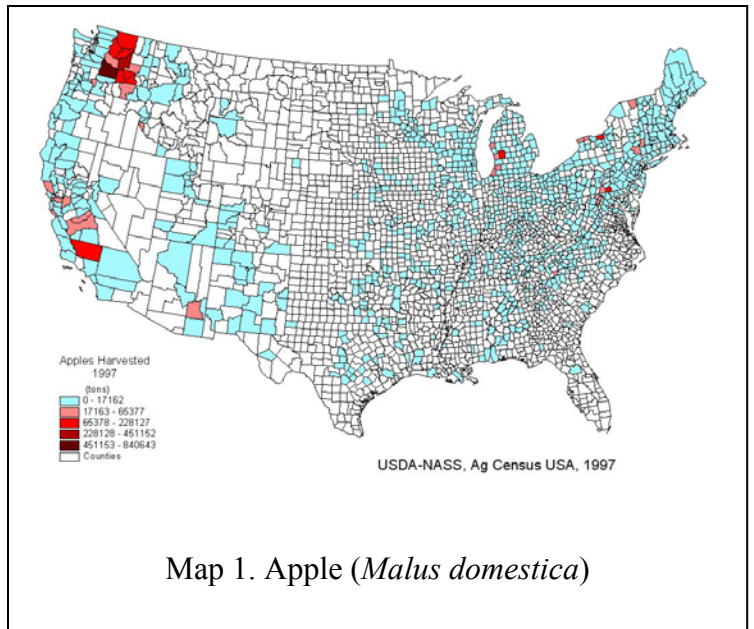 Apples Harvested
1997
(tons)
0 - 17162
17163 - 65377
65378 - 228127
228128 - 451152
451153 - 840643
Counties
USDA-NASS, Ag Census USA, 1997
Map 1. Apple (Malus domestica)